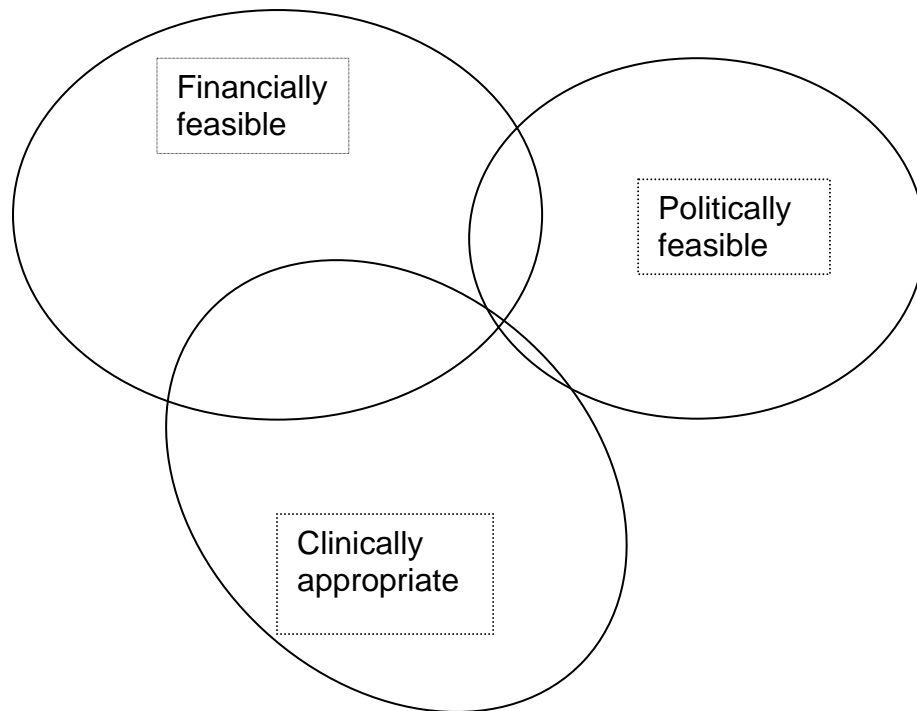 Financially
feasible
Politically
feasible
Clinically
appropriate